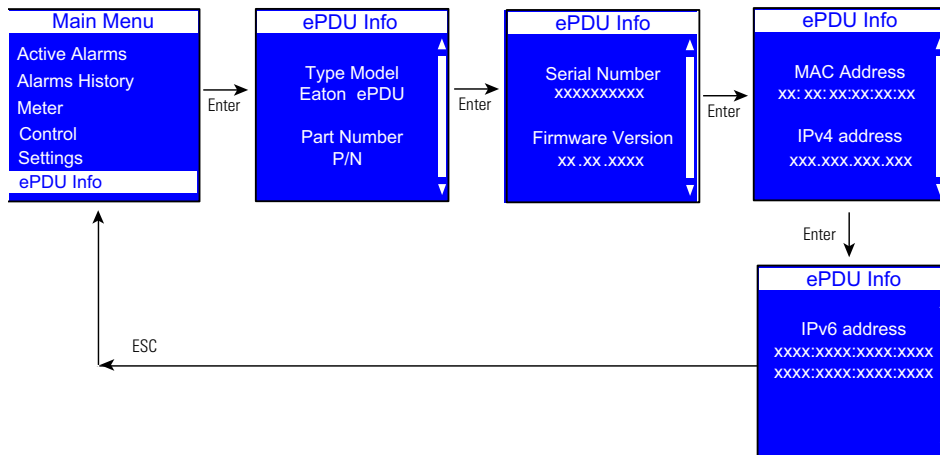 Main Menu
Active Alarms
Alarms History
Meter
Control
Settings
ePDU Info
Enter
ePDU Info
Type Model
Eaton ePDU
Part Number
P/N
Enter
ePDU Info
Serial Number
xxxxxxxxxx
Firmware Version
xx.xx.xxxx
Enter
ePDU Info
MAC Address
xx: xx: xx:xx:xx:xx
IPv4 address
xxx.xxx.xxx.xxx
Enter
ePDU Info
IPv6 address
xxxx:xxxx:xxxx:xxxx
xxxx:xxxx:xxxx:xxxx
ESC